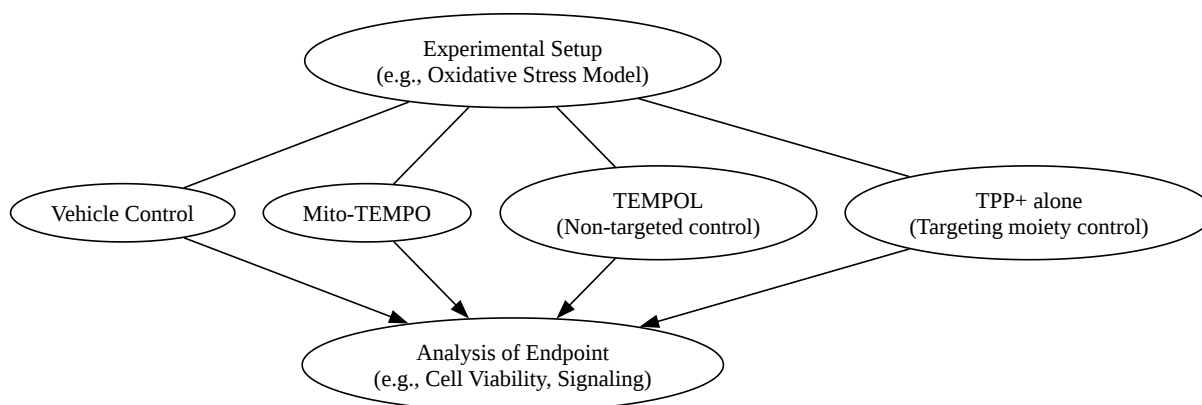 Experimental Setup
(e.g., Oxidative Stress Model)
Vehicle Control
Mito-TEMPO
TEMPOL
(Non-targeted control)
TPP+ alone
(Targeting moiety control)
Analysis of Endpoint
(e.g., Cell Viability, Signaling)